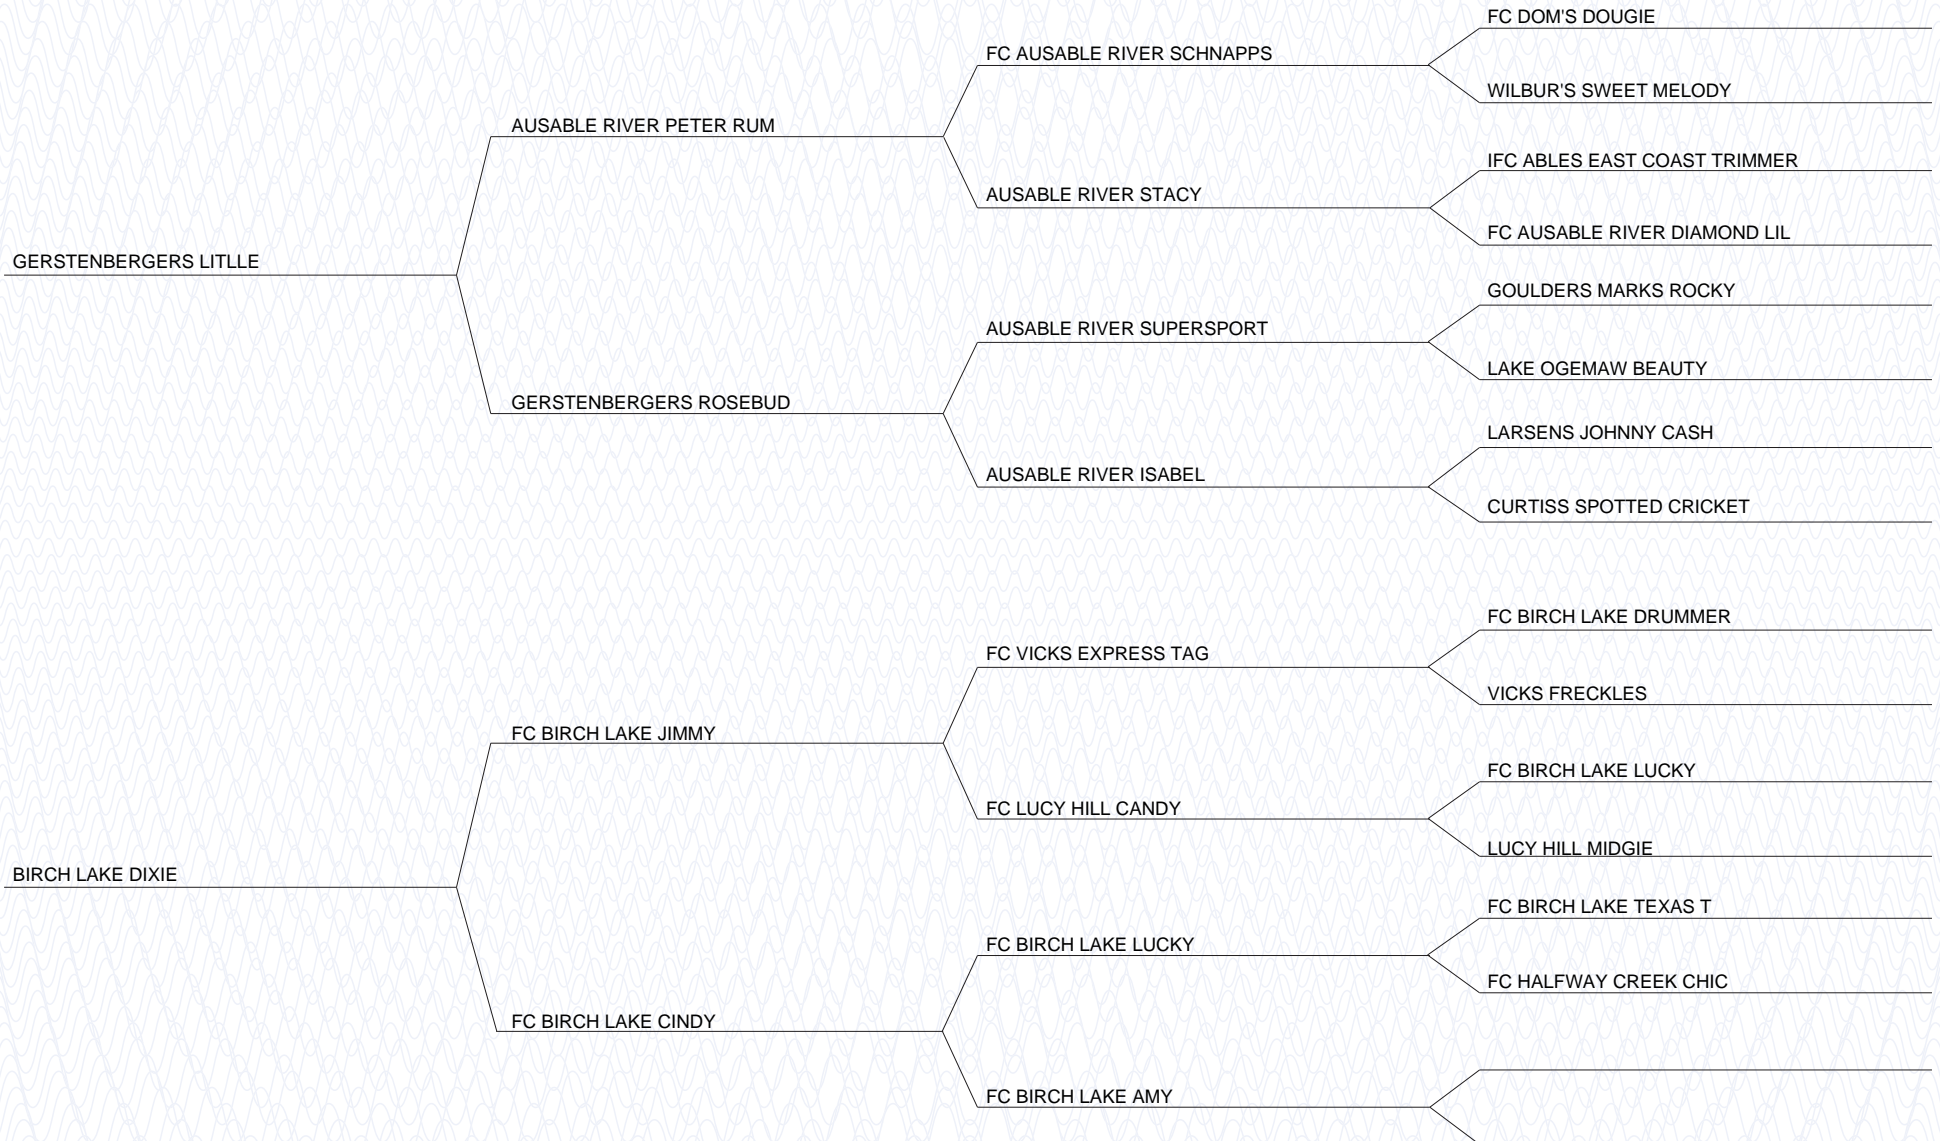 FC DOM'S DOUGIE
FC AUSABLE RIVER SCHNAPPS
WILBUR'S SWEET MELODY
AUSABLE RIVER PETER RUM
IFC ABLES EAST COAST TRIMMER
AUSABLE RIVER STACY
FC AUSABLE RIVER DIAMOND LIL
GERSTENBERGERS LITLLE
GOULDERS MARKS ROCKY
AUSABLE RIVER SUPERSPORT
LAKE OGEMAW BEAUTY
GERSTENBERGERS ROSEBUD
LARSENS JOHNNY CASH
AUSABLE RIVER ISABEL
CURTISS SPOTTED CRICKET
FC BIRCH LAKE DRUMMER
FC VICKS EXPRESS TAG
VICKS FRECKLES
FC BIRCH LAKE JIMMY
FC BIRCH LAKE LUCKY
FC LUCY HILL CANDY
LUCY HILL MIDGIE
BIRCH LAKE DIXIE
FC BIRCH LAKE TEXAS T
FC BIRCH LAKE LUCKY
FC HALFWAY CREEK CHIC
FC BIRCH LAKE CINDY
FC BIRCH LAKE AMY